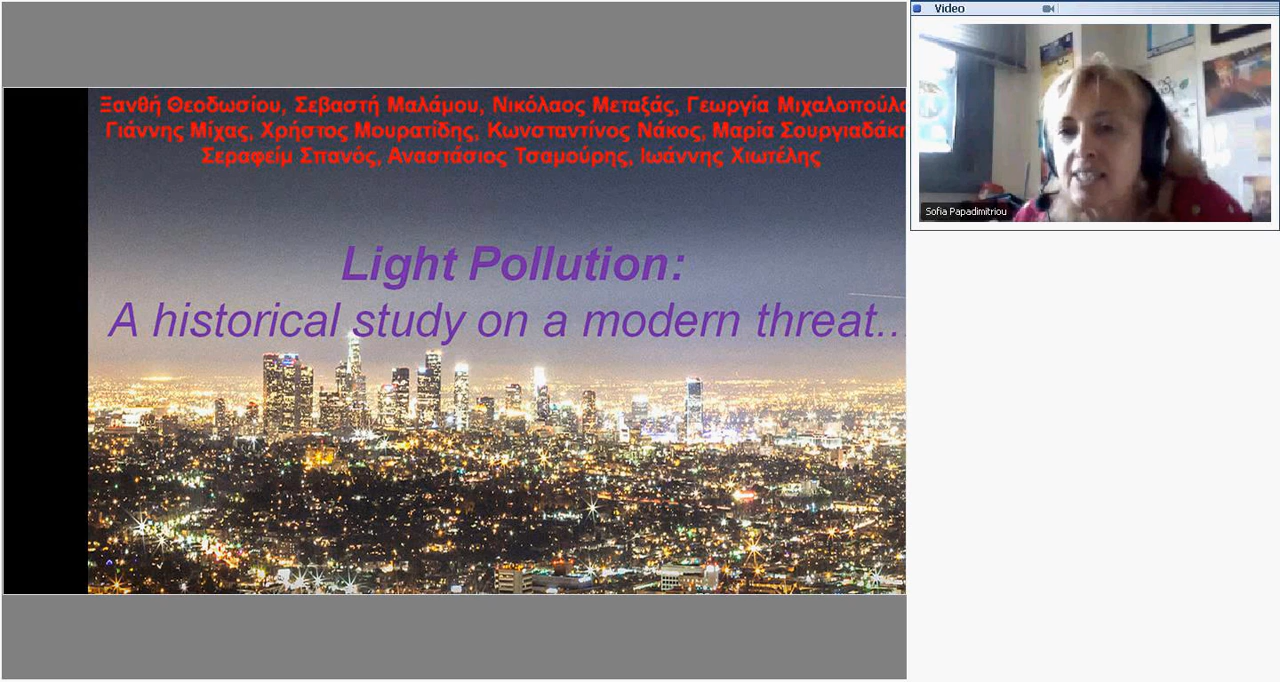 Ξανθή Θεοδωσίου, Σεβαστή Μαλάμου, Νικόλαος Μεταξάς, Γεωργία Μιχαλοπούλο
Γιάννης Μίχας, Χρήστος Μουρατίδης, Κωνσταντίνος Νάκος, Μαρία Σουργιαδάκη
Σεραφείμ Σπανός, Αναστάσιος Τσαμούρης, Ιωάννης Χιωτέλης
Light Pollution:
A historical study on a modern threat...
Video
Sofia Papadimitriou